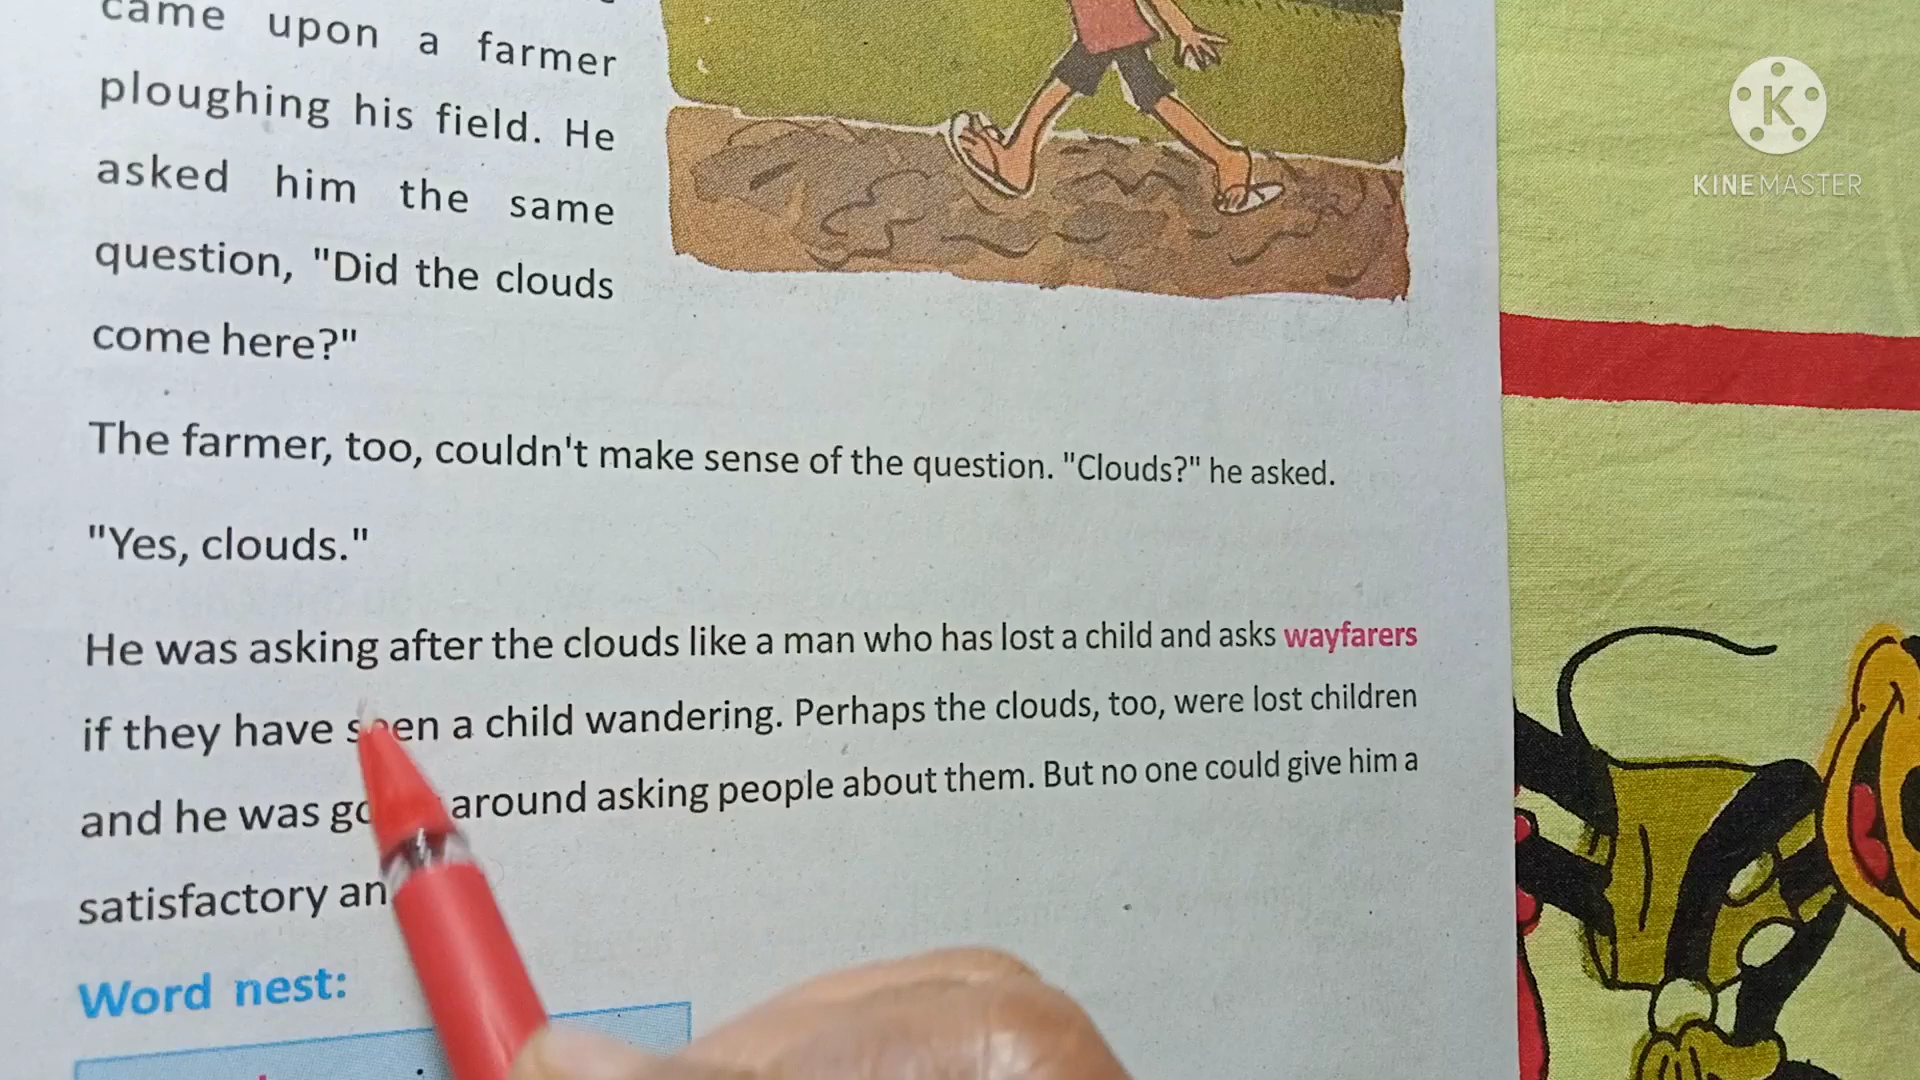 came upon a farmer
ploughing his field. He
asked him the same
question, "Did the clouds
come here?"
The farmer, too, couldn't make sense of the question. "Clouds?" he asked.
"Yes, clouds."
He was asking after the clouds like a man who has lost a child and asks wayfarers
if they have seen a child wandering. Perhaps the clouds, too, were lost children
and he was around asking people about them. But no one could give him a
satisfactory
Word nest:
KINEMASTER